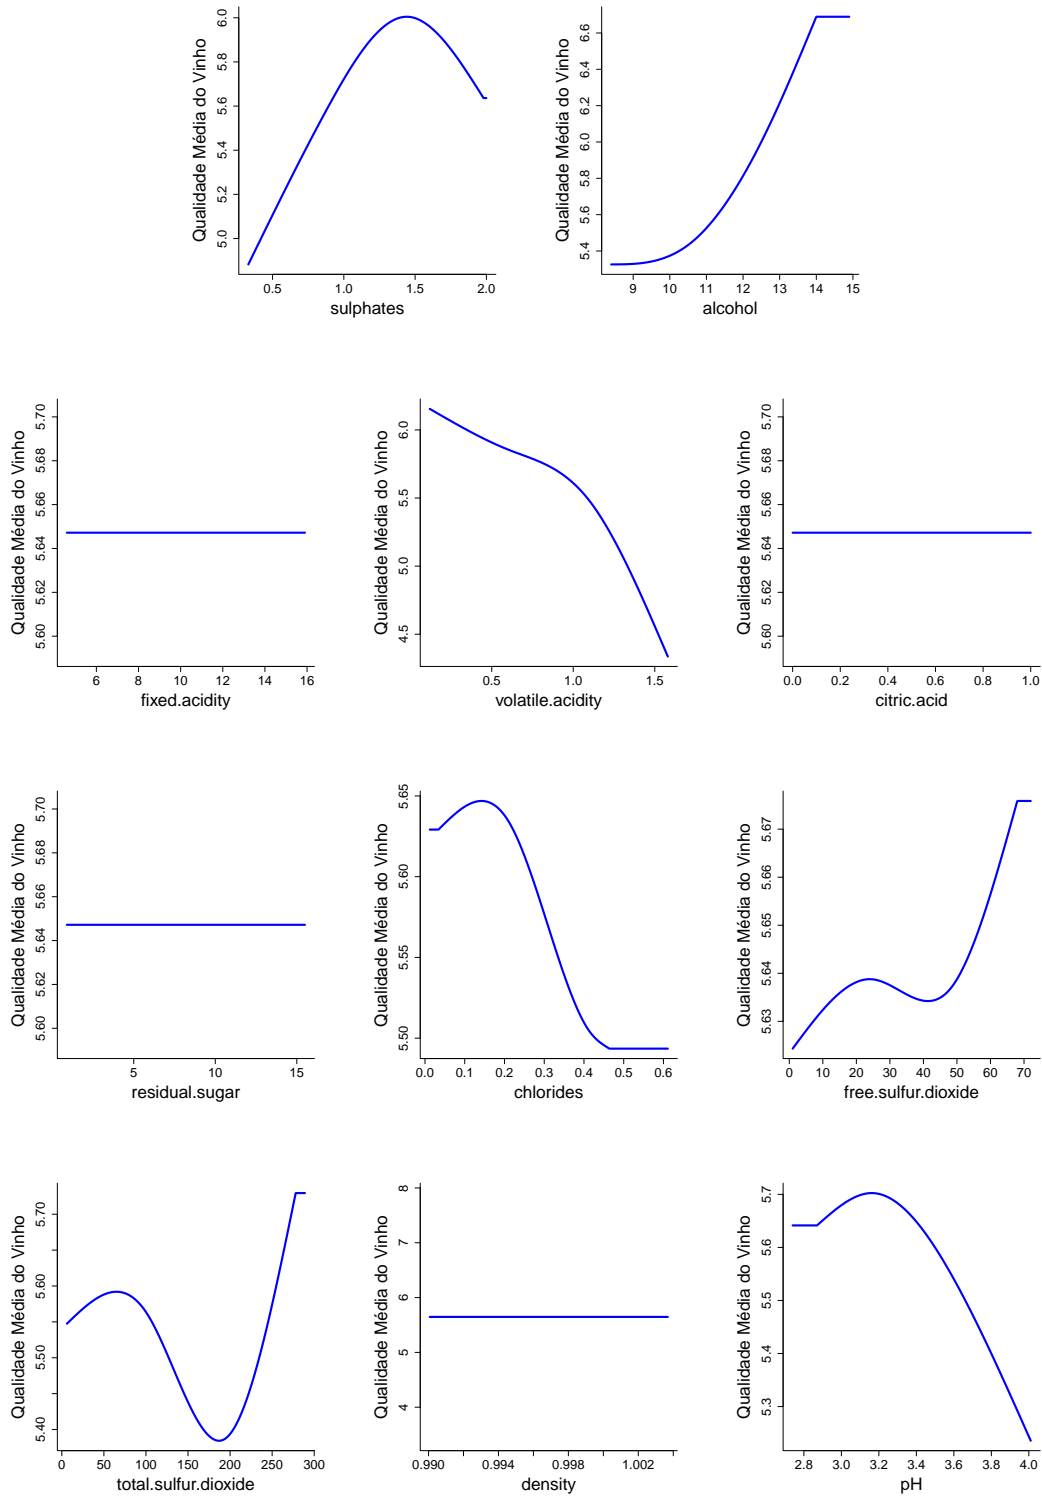 Qualidade Média do Vinho
5.0 5.2 5.4 5.6 5.8 6.0
0.5 1.0 1.5 2.0
sulphates
Qualidade Média do Vinho
5.4 5.6 5.8 6.0 6.2 6.4 6.6
9 10 11 12 13 14 15
alcohol
Qualidade Média do Vinho
5.60 5.62 5.64 5.66 5.68 5.70
6 8 10 12 14 16
fixed.acidity
Qualidade Média do Vinho
4.5 5.0 5.5 6.0
0.5 1.0 1.5
volatile.acidity
Qualidade Média do Vinho
5.60 5.62 5.64 5.66 5.68 5.70
0.0 0.2 0.4 0.6 0.8 1.0
citric.acid
Qualidade Média do Vinho
5.60 5.62 5.64 5.66 5.68 5.70
5 10 15
residual.sugar
Qualidade Média do Vinho
5.50 5.55 5.60 5.65
0.0 0.1 0.2 0.3 0.4 0.5 0.6
chlorides
Qualidade Média do Vinho
5.63 5.64 5.65 5.66 5.67
0 10 20 30 40 50 60 70
free.sulfur.dioxide
Qualidade Média do Vinho
5.40 5.50 5.60 5.70
0 50 100 150 200 250 300
total.sulfur.dioxide
Qualidade Média do Vinho
4 5 6 7 8
0.990 0.994 0.998 1.002
density
Qualidade Média do Vinho
5.3 5.4 5.5 5.6 5.7
2.8 3.0 3.2 3.4 3.6 3.8 4.0
pH